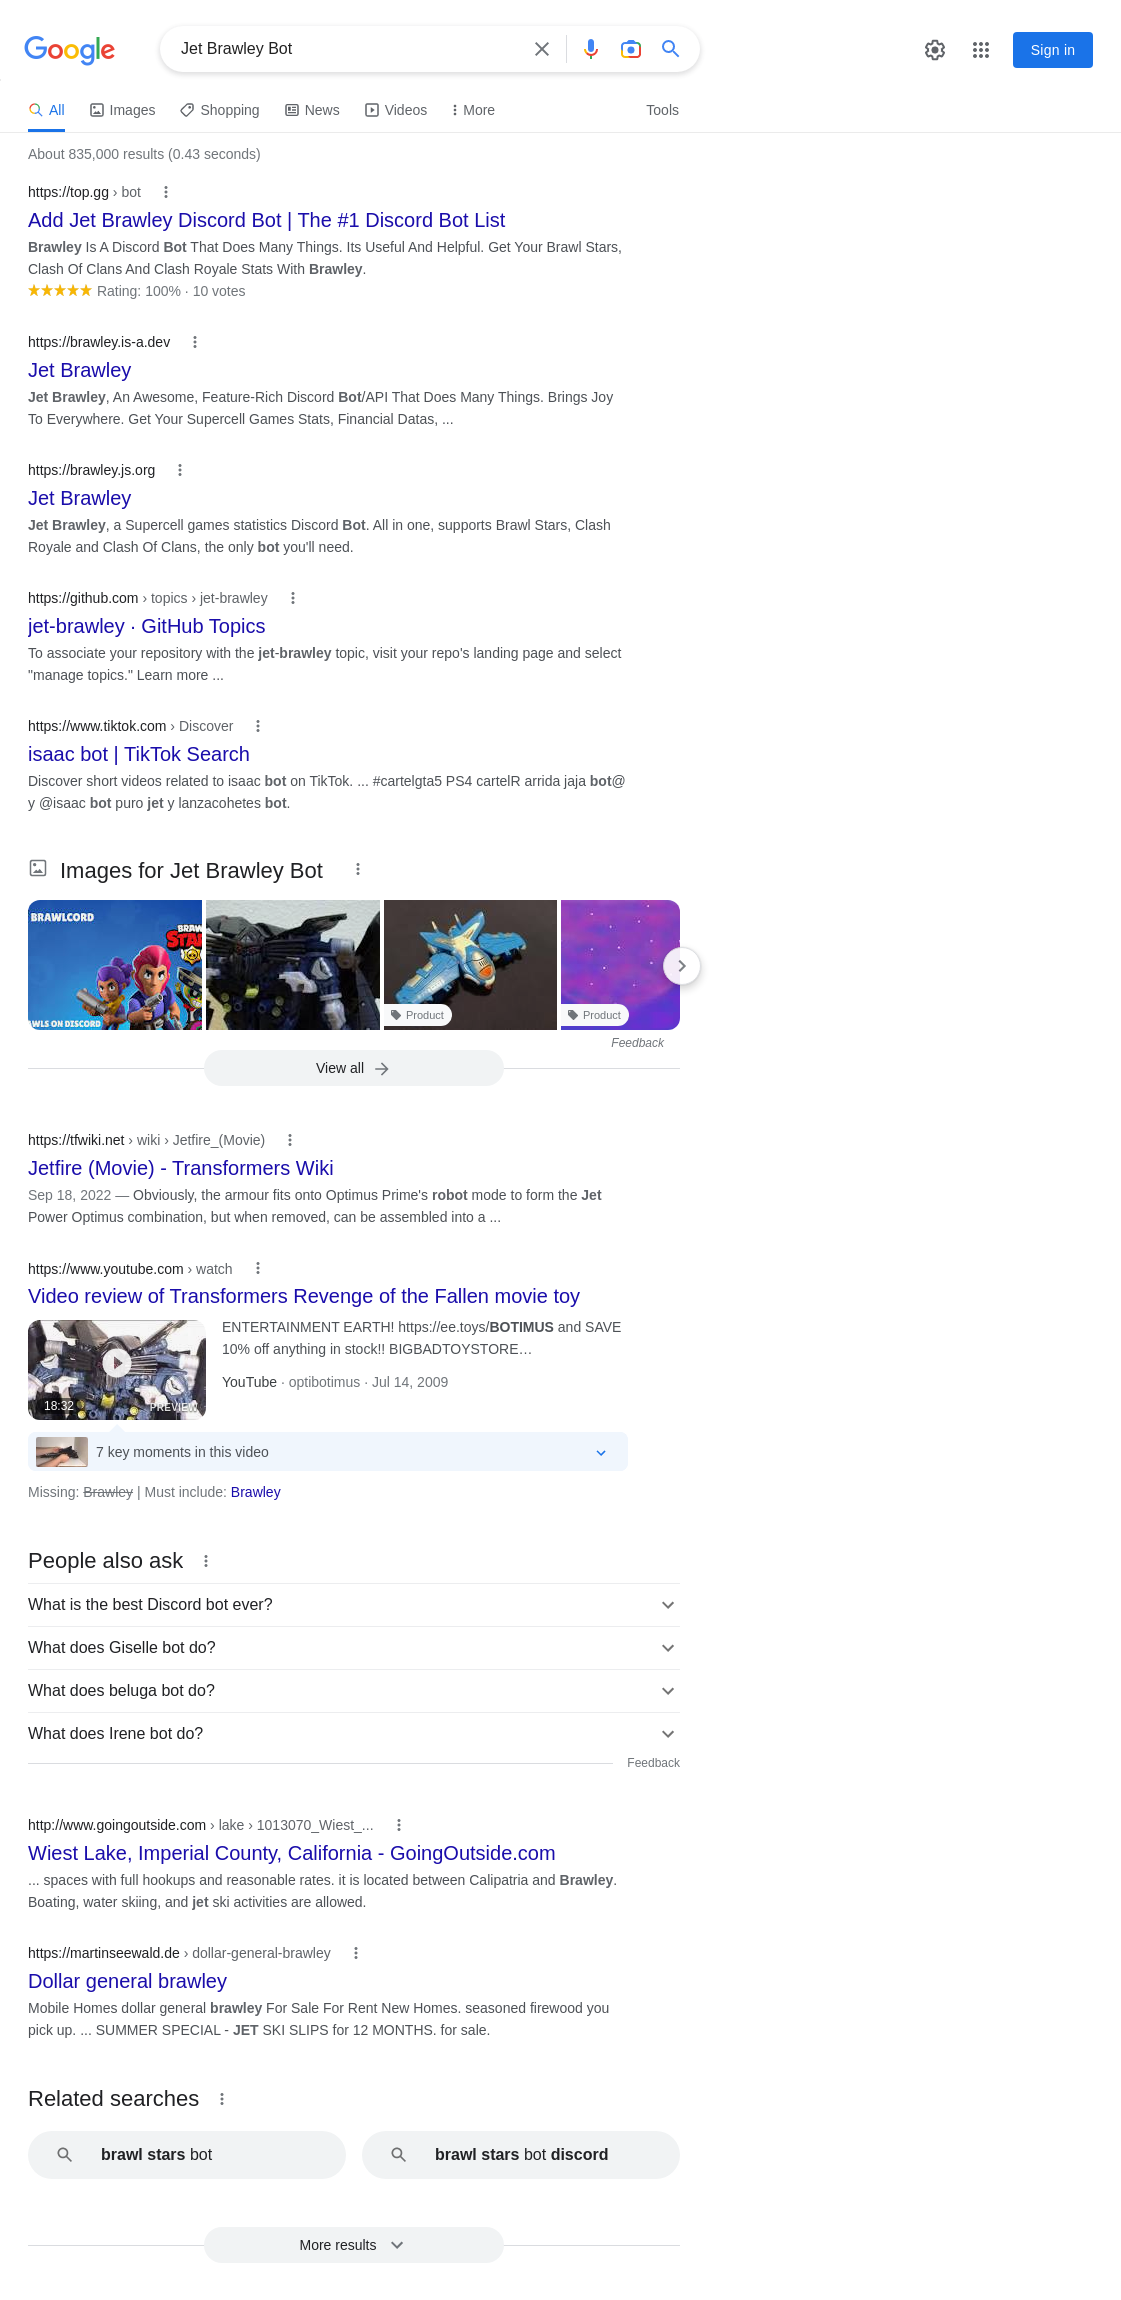 Google
Jet Brawley Bot
Sign in
All
Images
Shopping
News
Videos
More
Tools
About 835,000 results (0.43 seconds)
https://top.gg › bot
Add Jet Brawley Discord Bot | The #1 Discord Bot List
Brawley Is A Discord Bot That Does Many Things. Its Useful And Helpful. Get Your Brawl Stars,
Clash Of Clans And Clash Royale Stats With Brawley.
Rating: 100% · 10 votes
https://brawley.is-a.dev
Jet Brawley
Jet Brawley, An Awesome, Feature-Rich Discord Bot/API That Does Many Things. Brings Joy
To Everywhere. Get Your Supercell Games Stats, Financial Datas, ...
https://brawley.js.org
Jet Brawley
Jet Brawley, a Supercell games statistics Discord Bot. All in one, supports Brawl Stars, Clash
Royale and Clash Of Clans, the only bot you'll need.
https://github.com › topics › jet-brawley
jet-brawley · GitHub Topics
To associate your repository with the jet-brawley topic, visit your repo's landing page and select
"manage topics." Learn more ...
https://www.tiktok.com › Discover
isaac bot | TikTok Search
Discover short videos related to isaac bot on TikTok. ... #cartelgta5 PS4 cartelR arrida jaja bot@
y @isaac bot puro jet y lanzacohetes bot.
Images for Jet Brawley Bot
BRAWLCORD
BRAW
STA
AWLS ON DISCORD
Product
Product
Feedback
View all
https://tfwiki.net › wiki › Jetfire_(Movie)
Jetfire (Movie) - Transformers Wiki
Sep 18, 2022 — Obviously, the armour fits onto Optimus Prime's robot mode to form the Jet
Power Optimus combination, but when removed, can be assembled into a ...
https://www.youtube.com › watch
Video review of Transformers Revenge of the Fallen movie toy
ENTERTAINMENT EARTH! https://ee.toys/BOTIMUS and SAVE
10% off anything in stock!! BIGBADTOYSTORE…
YouTube · optibotimus · Jul 14, 2009
18:32
PREVIEW
7 key moments in this video
Missing: Brawley | Must include: Brawley
People also ask
What is the best Discord bot ever?
What does Giselle bot do?
What does beluga bot do?
What does Irene bot do?
Feedback
http://www.goingoutside.com › lake › 1013070_Wiest_...
Wiest Lake, Imperial County, California - GoingOutside.com
... spaces with full hookups and reasonable rates. it is located between Calipatria and Brawley.
Boating, water skiing, and jet ski activities are allowed.
https://martinseewald.de › dollar-general-brawley
Dollar general brawley
Mobile Homes dollar general brawley For Sale For Rent New Homes. seasoned firewood you
pick up. ... SUMMER SPECIAL - JET SKI SLIPS for 12 MONTHS. for sale.
Related searches
brawl stars bot
brawl stars bot discord
More results